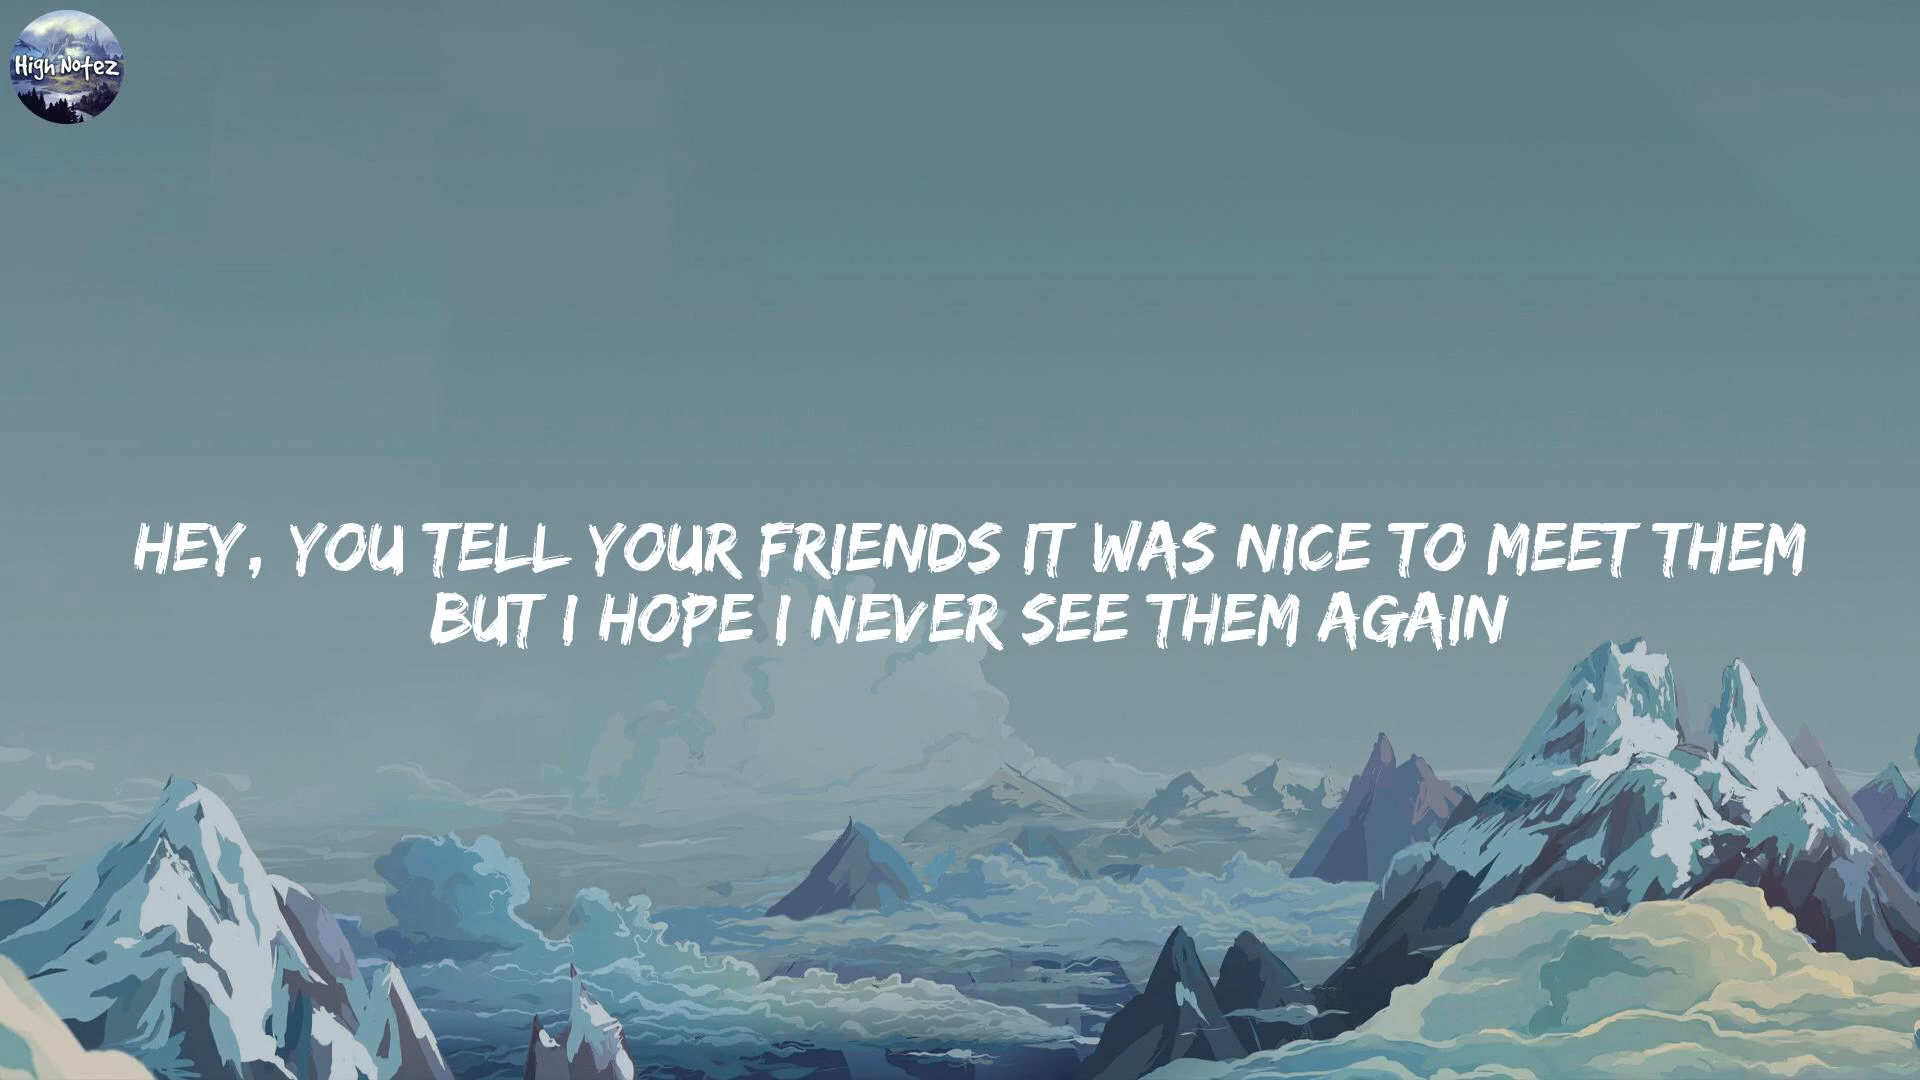 High Notez
HEY, YOU TELL YOUR FRIENDS IT WAS NICE TO MEET THEM
BUT I HOPE I NEVER SEE THEM AGAIN